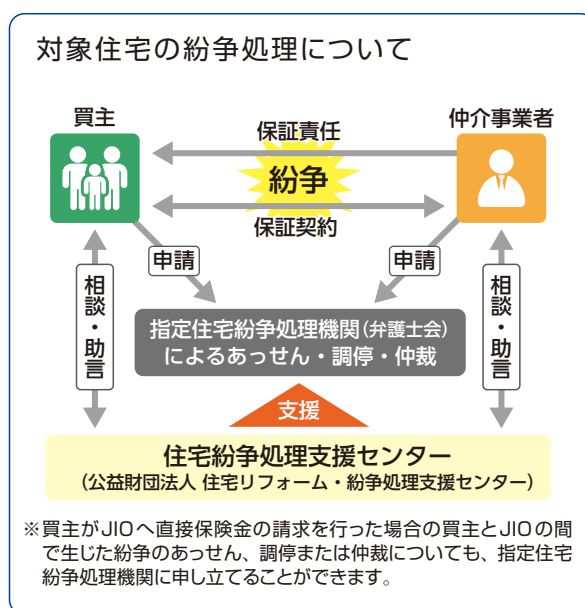 対象住宅の紛争処理について
買主
仲介事業者
保証責任
紛争
保証契約
申請
申請
相談・助言
相談・助言
指定住宅紛争処理機関（弁護士会）
によるあっせん・調停・仲裁
支援
住宅紛争処理支援センター
（公益財団法人 住宅リフォーム・紛争処理支援センター）
※買主がJIOへ直接保険金の請求を行った場合の買主とJIOの間
で生じた紛争のあっせん、調停または仲裁についても、指定住宅
紛争処理機関に申し立てることができます。